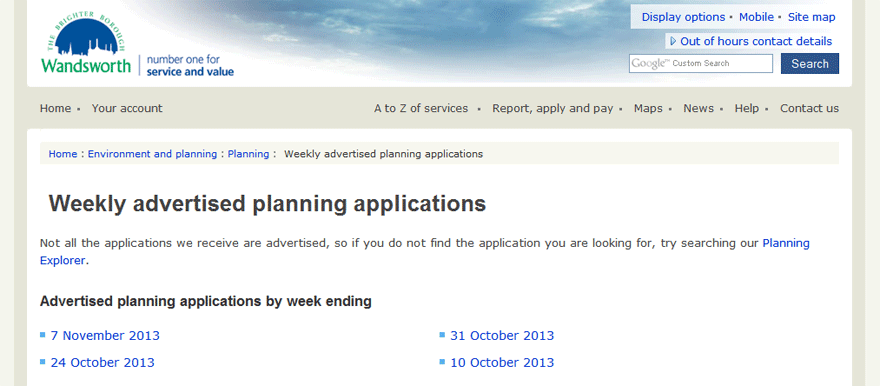 THE BRIGHTER BOROUGH
Wandsworth
number one for
service and value
Display options • Mobile • Site map
Out of hours contact details
Google™ Custom Search
Search
Home • Your account
A to Z of services • Report, apply and pay • Maps • News • Help • Contact us
Home : Environment and planning : Planning : Weekly advertised planning applications
Weekly advertised planning applications
Not all the applications we receive are advertised, so if you do not find the application you are looking for, try searching our Planning
Explorer.
Advertised planning applications by week ending
7 November 2013
31 October 2013
24 October 2013
10 October 2013